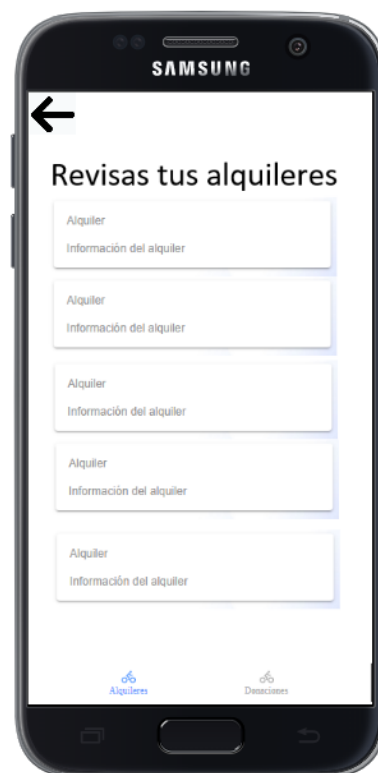 SAMSUNG
Revisas tus alquileres
Alquiler
Información del alquiler
Alquiler
Información del alquiler
Alquiler
Información del alquiler
Alquiler
Información del alquiler
Alquiler
Información del alquiler
Alquileres
Donaciones